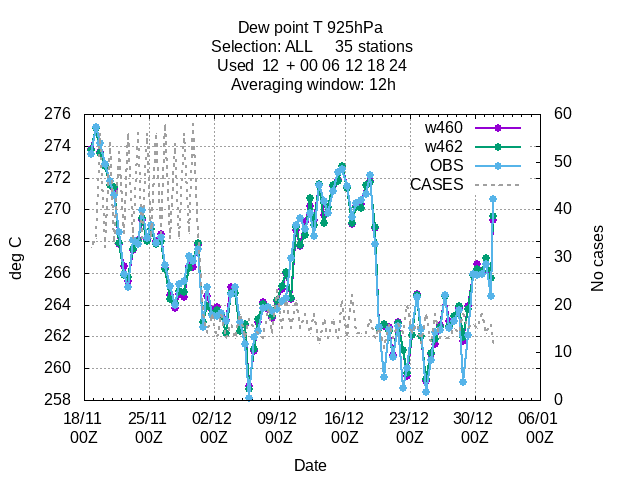 Dew point T 925hPa
Selection: ALL 35 stations
Used 12 + 00 06 12 18 24
Averaging window: 12h
276 60
w460
w462
OBS
CASES
274
272
270
268
266
264
262
260
258
50
40
30
20
10
0
deg C
No cases
18/11 25/11 02/12 09/12 16/12 23/12 30/12 06/01
00Z 00Z 00Z 00Z 00Z 00Z 00Z 00Z
Date